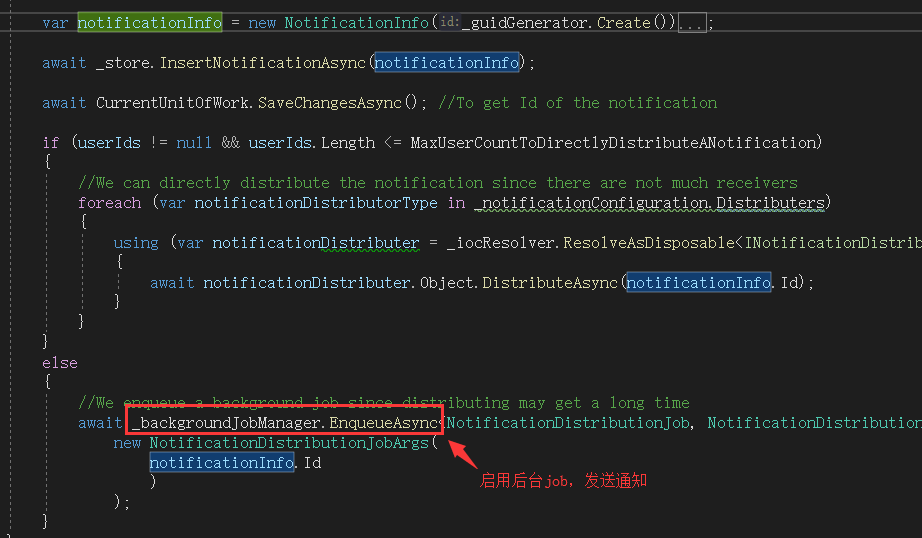 var notificationInfo = new NotificationInfo(id: _guidGenerator.Create())...;
await _store.InsertNotificationAsync(notificationInfo);
await CurrentUnitOfWork.SaveChangesAsync(); //To get Id of the notification
if (userIds != null && userIds.Length <= MaxUserCountToDirectlyDistributeANotification)
{
//We can directly distribute the notification since there are not much receivers
foreach (var notificationDistributorType in _notificationConfiguration.Distributers)
{
using (var notificationDistributer = _iocResolver.ResolveAsDisposable<INotificationDistrib
{
await notificationDistributer.Object.DistributeAsync(notificationInfo.Id);
}
}
}
else
{
//We enqueue a background job since distributing may get a long time
await _backgroundJobManager.EnqueueAsync<NotificationDistributionJob, NotificationDistribution
new NotificationDistributionJobArgs(
notificationInfo.Id
)
);
启用后台job，发送通知
}